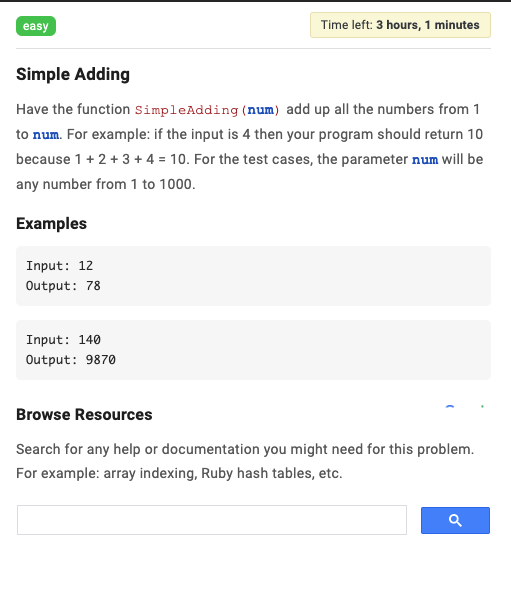 easy
Time left: 3 hours, 1 minutes
Simple Adding
Have the function SimpleAdding(num) add up all the numbers from 1
to num. For example: if the input is 4 then your program should return 10
because 1 + 2 + 3 + 4 = 10. For the test cases, the parameter num will be
any number from 1 to 1000.
Examples
Input: 12
Output: 78
Input: 140
Output: 9870
Browse Resources
Search for any help or documentation you might need for this problem.
For example: array indexing, Ruby hash tables, etc.